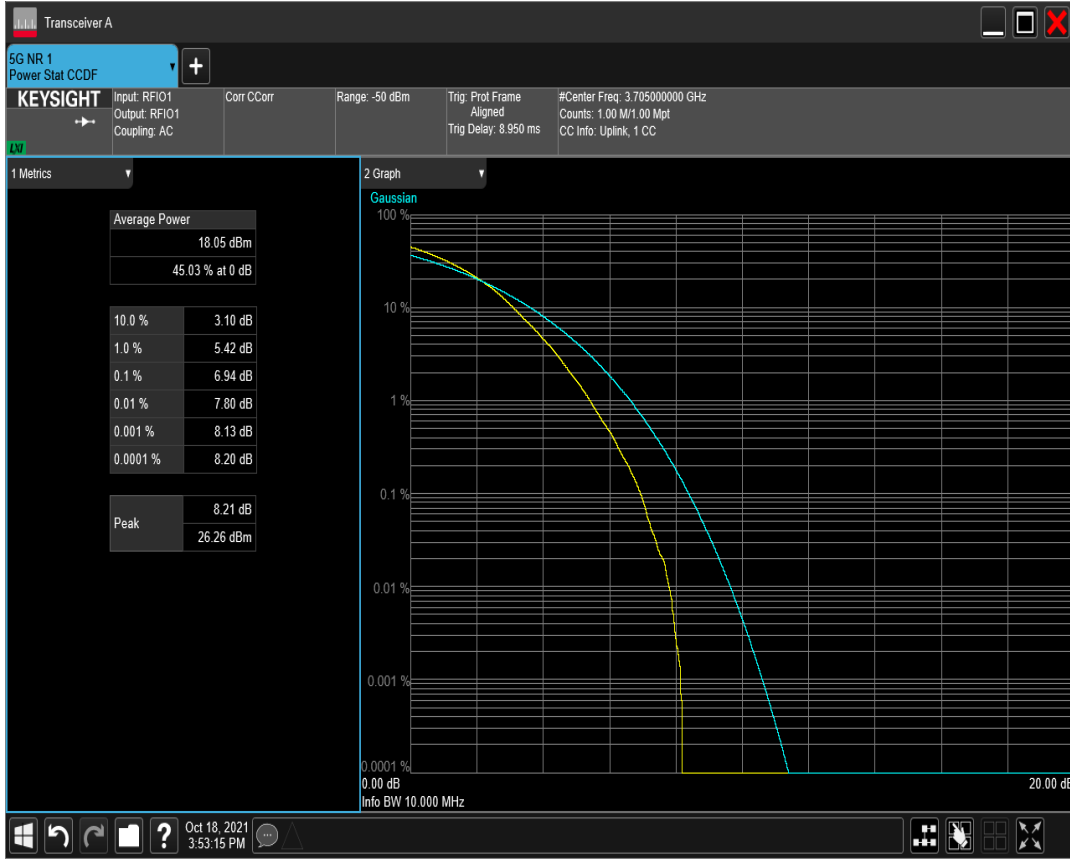 Transceiver A
5G NR 1
Power Stat CCDF
+
KEYSIGHT
LXI
Input: RFIO1
Output: RFIO1
Coupling: AC
Corr CCorr
Range: -50 dBm
Trig: Prot Frame
Aligned
Trig Delay: 8.950 ms
#Center Freq: 3.705000000 GHz
Counts: 1.00 M/1.00 Mpt
CC Info: Uplink, 1 CC
1 Metrics
Average Power
18.05 dBm
45.03 % at 0 dB
10.0 % 3.10 dB
1.0 % 5.42 dB
0.1 % 6.94 dB
0.01 % 7.80 dB
0.001 % 8.13 dB
0.0001 % 8.20 dB
Peak
8.21 dB
26.26 dBm
2 Graph
Gaussian
100 %
10 %
1 %
0.1 %
0.01 %
0.001 %
0.0001 %
0.00 dB 20.00 dB
Info BW 10.000 MHz
?
Oct 18, 2021
3:53:15 PM